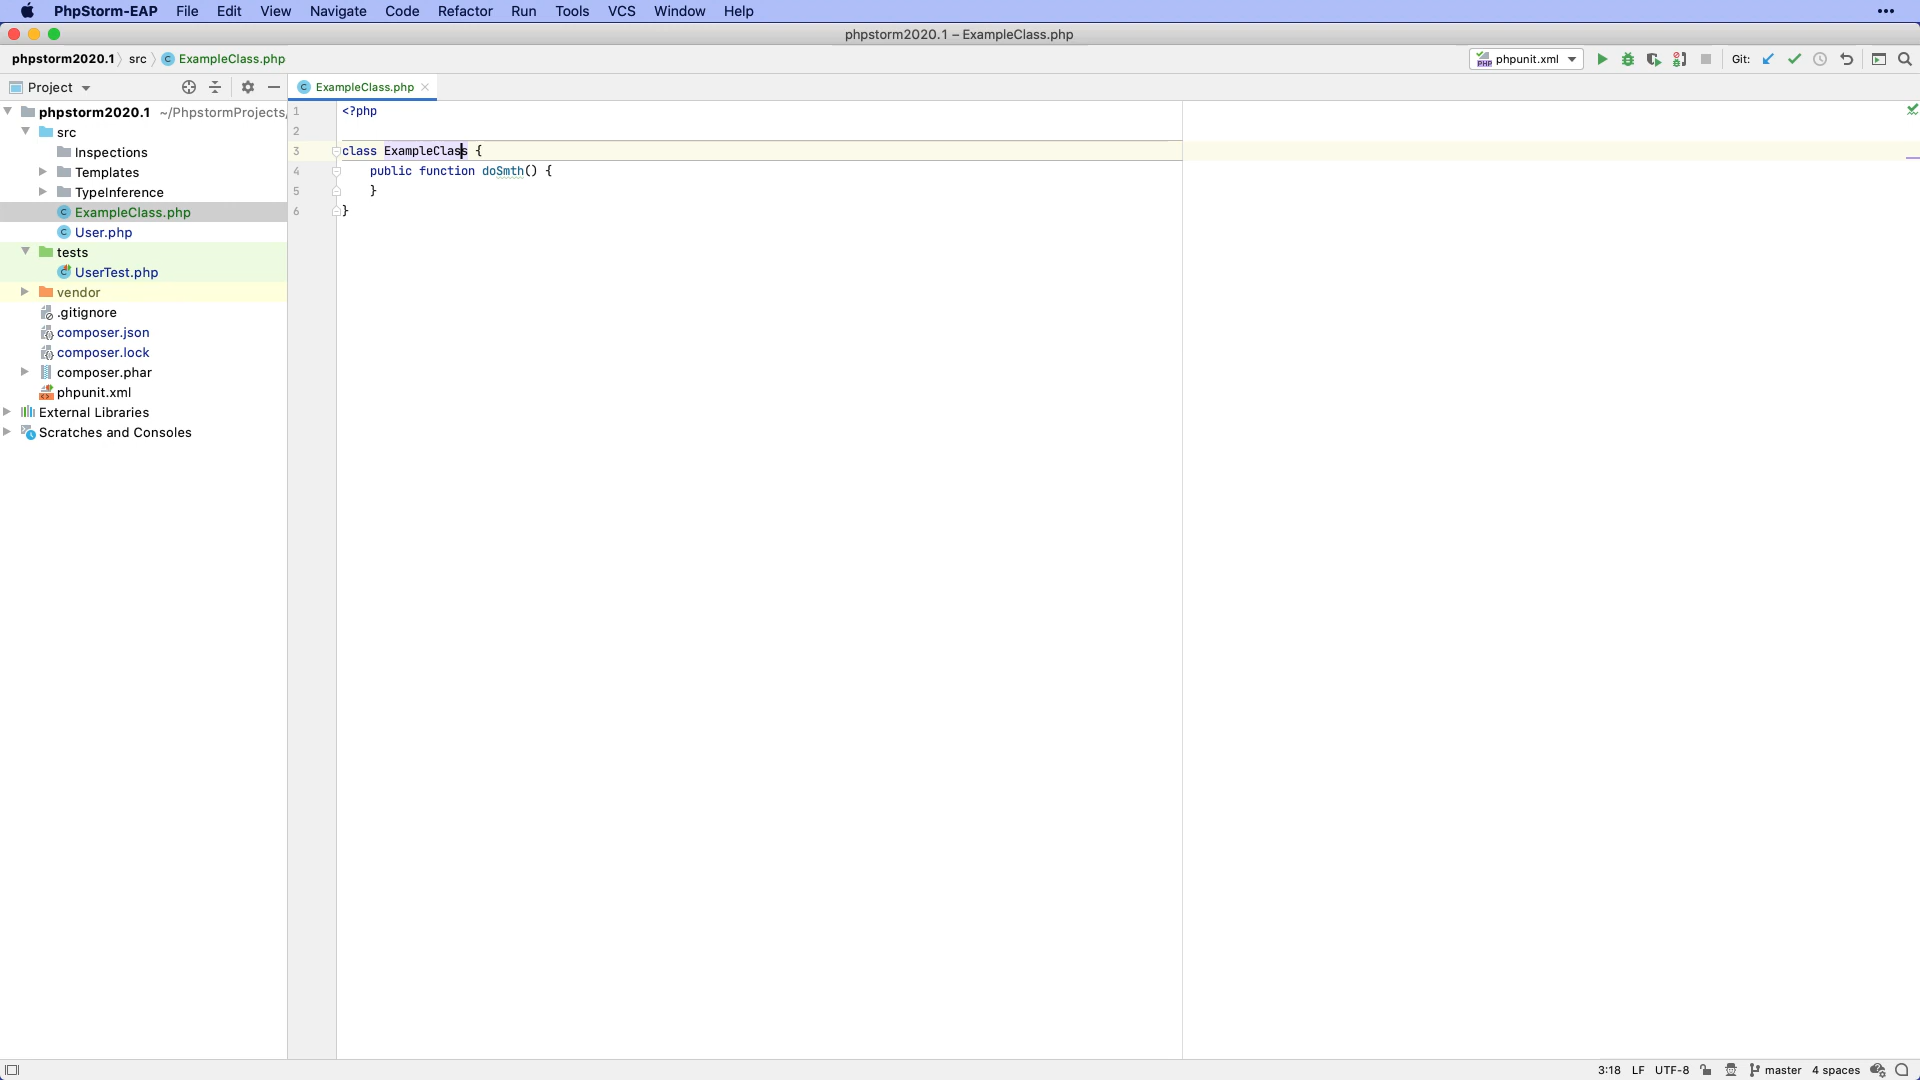 PhpStorm-EAP File Edit View Navigate Code Refactor Run Tools VCS Window Help
phpstorm2020.1 – ExampleClass.php
phpstorm2020.1 src ExampleClass.php phpunit.xml Git:
Project ExampleClass.php
phpstorm2020.1 ~/PhpstormProjects/
src
Inspections
Templates
TypeInference
ExampleClass.php
User.php
tests
UserTest.php
vendor
.gitignore
composer.json
composer.lock
composer.phar
phpunit.xml
External Libraries
Scratches and Consoles
1 <?php
2
3 class ExampleClass {
4 public function doSmth() {
5 }
6 }
3:18 LF UTF-8 master 4 spaces